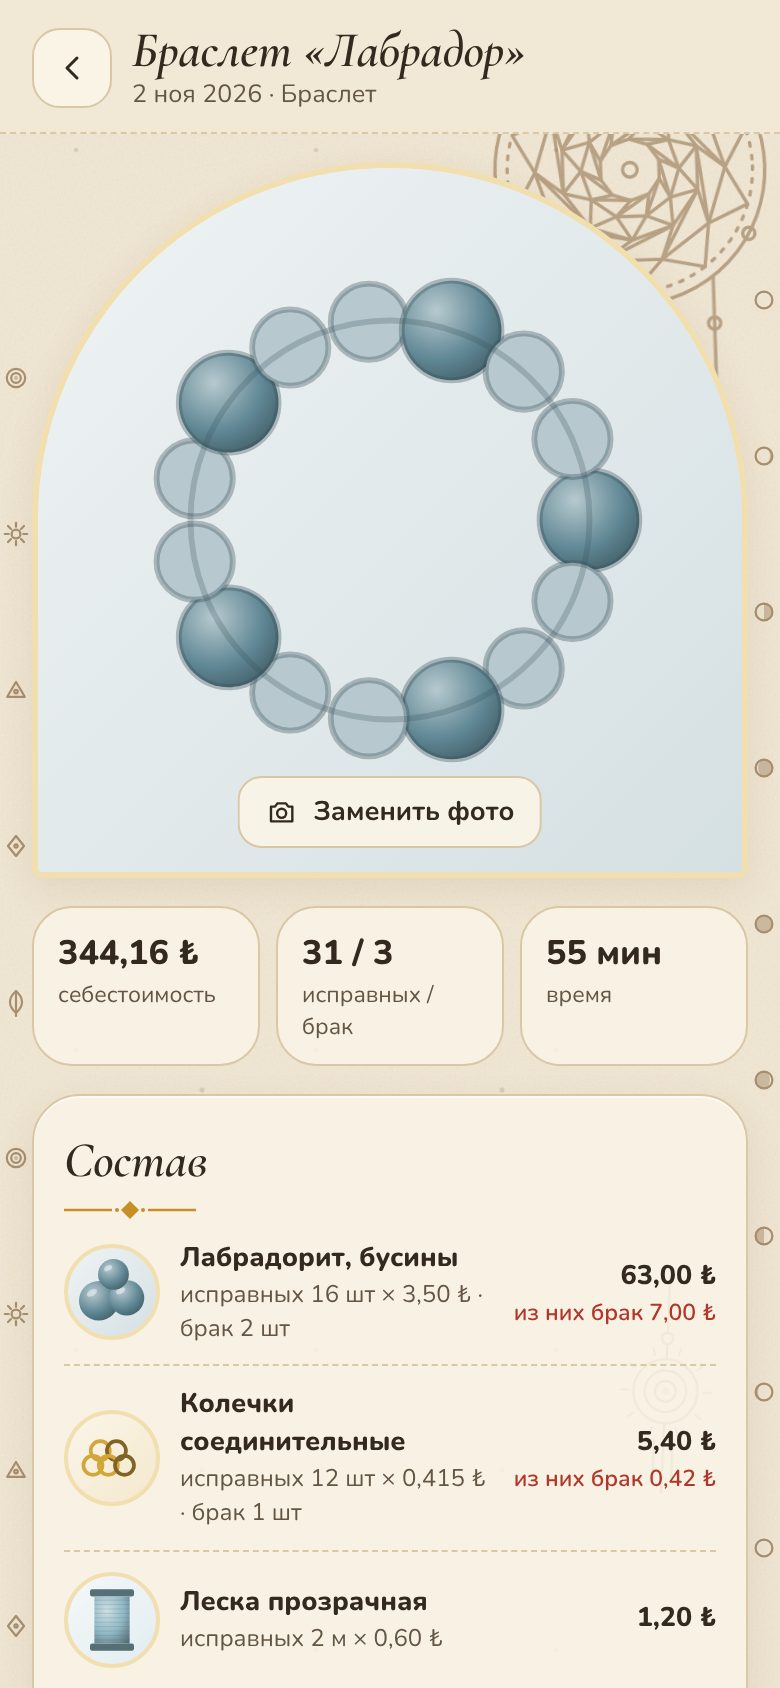 Браслет «Лабрадор»
2 ноя 2026 · Браслет
Заменить фото
344,16 ₺
себестоимость
31 / 3
исправных /
брак
55 мин
время
Состав
Лабрадорит, бусины
исправных 16 шт × 3,50 ₺ ·
брак 2 шт
63,00 ₺
из них брак 7,00 ₺
Колечки
соединительные
исправных 12 шт × 0,415 ₺
· брак 1 шт
5,40 ₺
из них брак 0,42 ₺
Леска прозрачная
исправных 2 м × 0,60 ₺
1,20 ₺